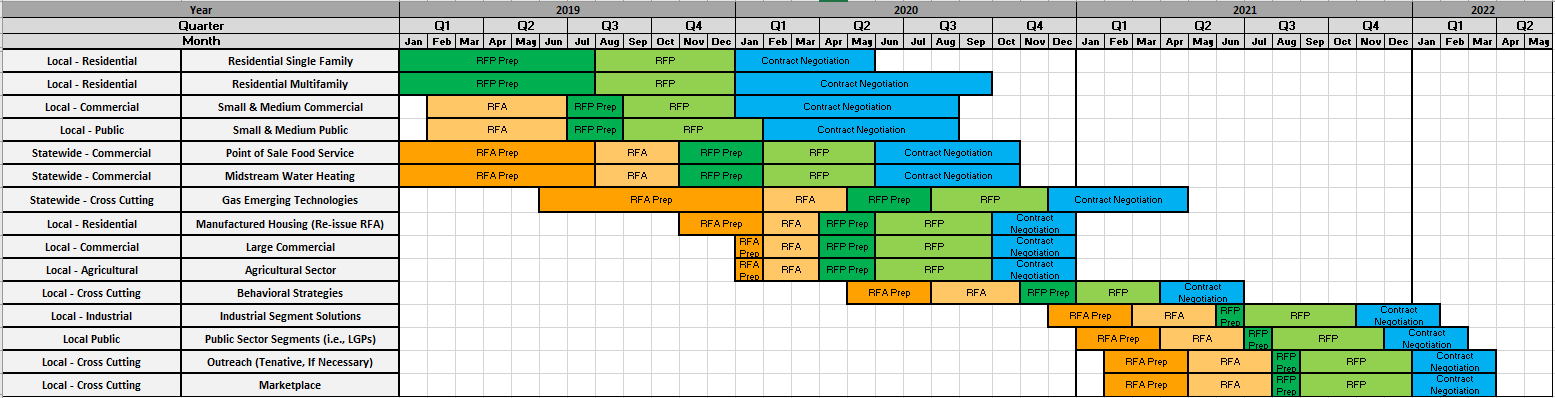 Year 2019 2020 2021 2022
Quarter Q1 Q2 Q3 Q4 Q1 Q2 Q3 Q4 Q1 Q2 Q3 Q4 Q1 Q2
Month Jan Feb Mar Apr May Jun Jul Aug Sep Oct Nov Dec Jan Feb Mar Apr May Jun Jul Aug Sep Oct Nov Dec Jan Feb Mar Apr May Jun Jul Aug Sep Oct Nov Dec Jan Feb Mar Apr May
Local - Residential Residential Single Family RFP Prep RFP Contract Negotiation
Local - Residential Residential Multifamily RFP Prep RFP Contract Negotiation
Local - Commercial Small & Medium Commercial RFA RFP Prep RFP Contract Negotiation
Local - Public Small & Medium Public RFA RFP Prep RFP Contract Negotiation
Statewide - Commercial Point of Sale Food Service RFA Prep RFA RFP Prep RFP Contract Negotiation
Statewide - Commercial Midstream Water Heating RFA Prep RFA RFP Prep RFP Contract Negotiation
Statewide - Cross Cutting Gas Emerging Technologies RFA Prep RFA RFP Prep RFP Contract Negotiation
Local - Residential Manufactured Housing (Re-issue RFA) RFA Prep RFA RFP Prep RFP Contract Negotiation
Local - Commercial Large Commercial RFA Prep RFA RFP Prep RFP Contract Negotiation
Local - Agricultural Agricultural Sector RFA Prep RFA RFP Prep RFP Contract Negotiation
Local - Cross Cutting Behavioral Strategies RFA Prep RFA RFP Prep RFP Contract Negotiation
Local - Industrial Industrial Segment Solutions RFA Prep RFA RFP Prep RFP Contract Negotiation
Local Public Public Sector Segments (i.e., LGPs) RFA Prep RFA RFP Prep RFP Contract Negotiation
Local - Cross Cutting Outreach (Tenative, If Necessary) RFA Prep RFA RFP Prep RFP Contract Negotiation
Local - Cross Cutting Marketplace RFA Prep RFA RFP Prep RFP Contract Negotiation